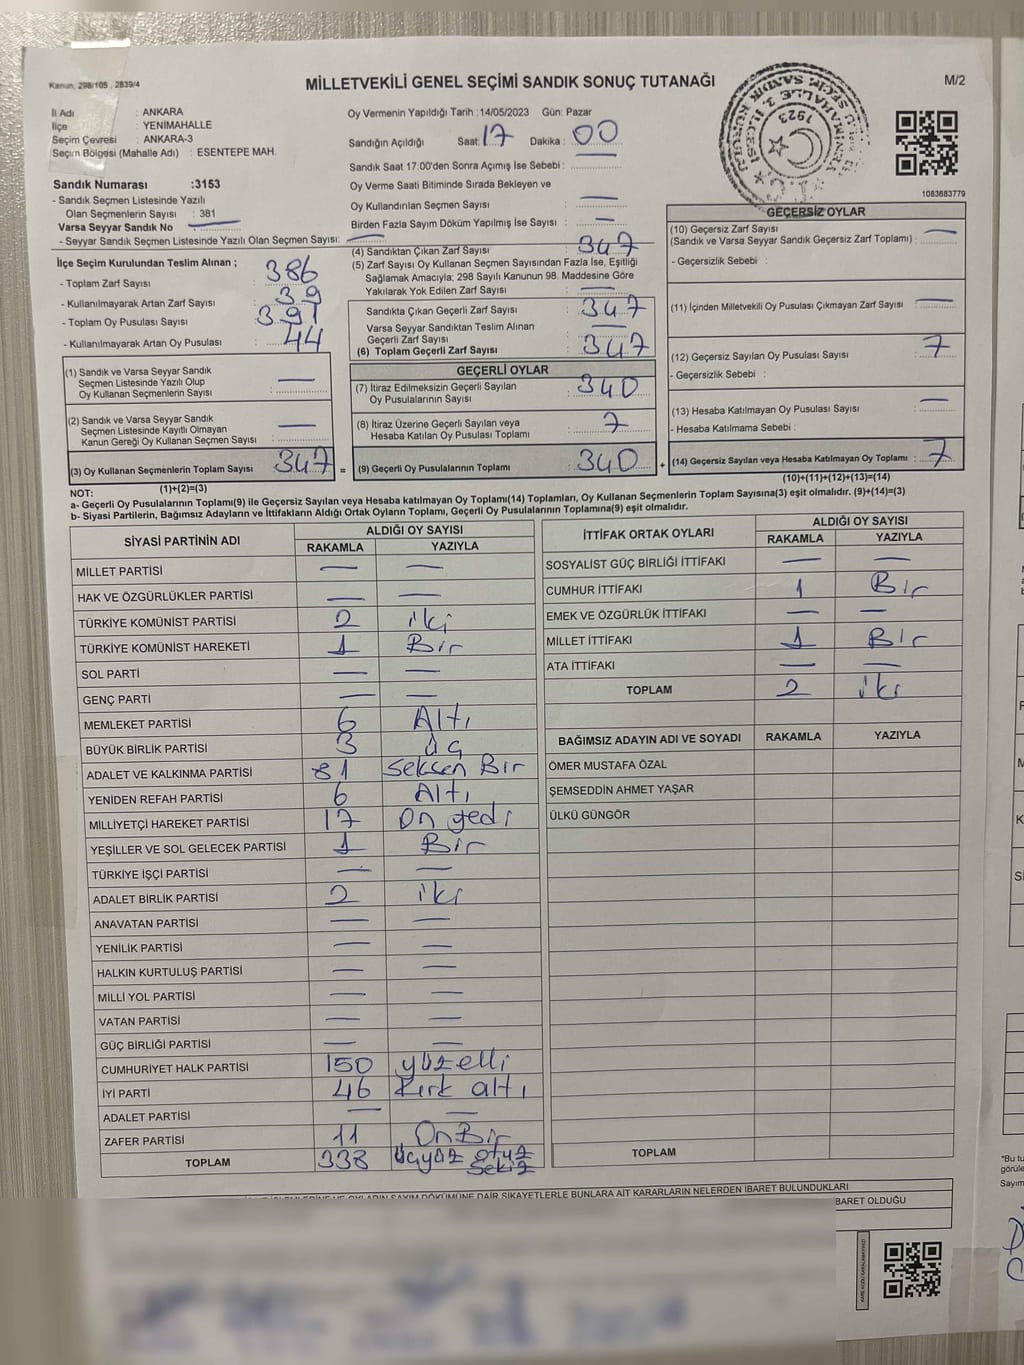 Kanun, 298/105 , 2839/4
MİLLETVEKİLİ GENEL SEÇİMİ SANDIK SONUÇ TUTANAĞI
M/2
İl Adı : ANKARA
İlçe : YENİMAHALLE
Seçim Çevresi : ANKARA-3
Seçim Bölgesi (Mahalle Adı) : ESENTEPE MAH.
Sandık Numarası :3153
- Sandık Seçmen Listesinde Yazılı
Olan Seçmenlerin Sayısı : 381
Varsa Seyyar Sandık No —
- Seyyar Sandık Seçmen Listesinde Yazılı Olan Seçmen Sayısı: —
İlçe Seçim Kurulundan Teslim Alınan ;
- Toplam Zarf Sayısı : 386
- Kullanılmayarak Artan Zarf Sayısı : 39
- Toplam Oy Pusulası Sayısı : 391
- Kullanılmayarak Artan Oy Pusulası : 44
(1) Sandık ve Varsa Seyyar Sandık
Seçmen Listesinde Yazılı Olup
Oy Kullanan Seçmenlerin Sayısı : —
(2) Sandık ve Varsa Seyyar Sandık
Seçmen Listesinde Kayıtlı Olmayan
Kanun Gereği Oy Kullanan Seçmen Sayısı : —
(3) Oy Kullanan Seçmenlerin Toplam Sayısı : 347 =
(1)+(2)=(3)
Oy Vermenin Yapıldığı Tarih :14/05/2023 Gün: Pazar
Sandığın Açıldığı Saat: 17 Dakika : 00
Sandık Saat 17:00'den Sonra Açımış İse Sebebi : —
Oy Verme Saati Bitiminde Sırada Bekleyen ve
Oy Kullandırılan Seçmen Sayısı : —
Birden Fazla Sayım Döküm Yapılmış İse Sayısı : —
(4) Sandıktan Çıkan Zarf Sayısı : 347
(5) Zarf Sayısı Oy Kullanan Seçmen Sayısından Fazla İse, Eşitliği
Sağlamak Amacıyla; 298 Sayılı Kanunun 98. Maddesine Göre
Yakılarak Yok Edilen Zarf Sayısı : —
Sandıkta Çıkan Geçerli Zarf Sayısı : 347
Varsa Seyyar Sandıktan Teslim Alınan
Geçerli Zarf Sayısı : —
(6) Toplam Geçerli Zarf Sayısı : 347
GEÇERLİ OYLAR
(7) İtiraz Edilmeksizin Geçerli Sayılan
Oy Pusulalarının Sayısı : 340
(8) İtiraz Üzerine Geçerli Sayılan veya
Hesaba Katılan Oy Pusulası Toplamı : 7
(9) Geçerli Oy Pusulalarının Toplamı : 340 +
1083683779
GEÇERSİZ OYLAR
(10) Geçersiz Zarf Sayısı
(Sandık ve Varsa Seyyar Sandık Geçersiz Zarf Toplamı) : —
- Geçersizlik Sebebi :
(11) İçinden Milletvekili Oy Pusulası Çıkmayan Zarf Sayısı : —
(12) Geçersiz Sayılan Oy Pusulası Sayısı : 7
- Geçersizlik Sebebi :
(13) Hesaba Katılmayan Oy Pusulası Sayısı : —
- Hesaba Katılmama Sebebi :
(14) Geçersiz Sayılan veya Hesaba Katılmayan Oy Toplamı : 7
(10)+(11)+(12)+(13)=(14)
NOT:
a- Geçerli Oy Pusulalarının Toplamı(9) ile Geçersiz Sayılan veya Hesaba katılmayan Oy Toplamı(14) Toplamları, Oy Kullanan Seçmenlerin Toplam Sayısına(3) eşit olmalıdır. (9)+(14)=(3)
b- Siyasi Partilerin, Bağımsız Adayların ve İttifakların Aldığı Ortak Oyların Toplamı, Geçerli Oy Pusulalarının Toplamına(9) eşit olmalıdır.
SİYASİ PARTİNİN ADI ALDIĞI OY SAYISI
RAKAMLA YAZIYLA
MİLLET PARTİSİ — —
HAK VE ÖZGÜRLÜKLER PARTİSİ — —
TÜRKİYE KOMÜNİST PARTİSİ 2 iki
TÜRKİYE KOMÜNİST HAREKETİ 1 Bir
SOL PARTİ — —
GENÇ PARTİ — —
MEMLEKET PARTİSİ 6 Altı
BÜYÜK BİRLİK PARTİSİ 3 üç
ADALET VE KALKINMA PARTİSİ 81 Seksen Bir
YENİDEN REFAH PARTİSİ 6 Altı
MİLLİYETÇİ HAREKET PARTİSİ 17 On yedi
YEŞİLLER VE SOL GELECEK PARTİSİ 1 Bir
TÜRKİYE İŞÇİ PARTİSİ — —
ADALET BİRLİK PARTİSİ 2 iki
ANAVATAN PARTİSİ — —
YENİLİK PARTİSİ — —
HALKIN KURTULUŞ PARTİSİ — —
MİLLİ YOL PARTİSİ — —
VATAN PARTİSİ — —
GÜÇ BİRLİĞİ PARTİSİ — —
CUMHURİYET HALK PARTİSİ 150 yüzelli
İYİ PARTİ 46 Kırk altı
ADALET PARTİSİ — —
ZAFER PARTİSİ 11 OnBir
TOPLAM 338 üçyüz otuz sekiz
İTTİFAK ORTAK OYLARI ALDIĞI OY SAYISI
RAKAMLA YAZIYLA
SOSYALİST GÜÇ BİRLİĞİ İTTİFAKI — —
CUMHUR İTTİFAKI 1 Bir
EMEK VE ÖZGÜRLÜK İTTİFAKI — —
MİLLET İTTİFAKI 1 Bir
ATA İTTİFAKI — —
TOPLAM 2 iki
BAĞIMSIZ ADAYIN ADI VE SOYADI RAKAMLA YAZIYLA
ÖMER MUSTAFA ÖZAL
ŞEMSEDDİN AHMET YAŞAR
ÜLKÜ GÜNGÖR
TOPLAM
OYLARIN SAYIM DÖKÜMÜNE DAİR ŞİKAYETLERLE BUNLARA AİT KARARLARIN NELERDEN İBARET BULUNDUKLARI
İBARET OLDUĞU